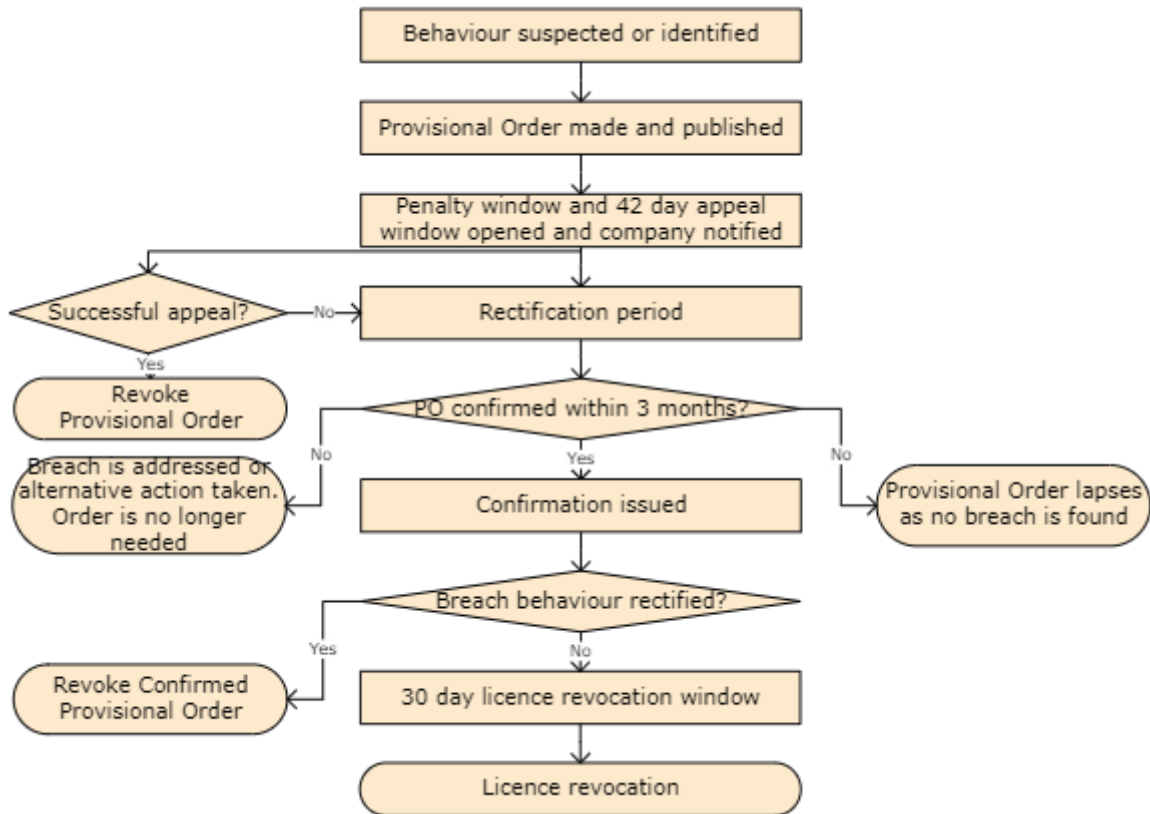 Behaviour suspected or identified
Provisional Order made and published
Penalty window and 42 day appeal
window opened and company notified
Successful appeal?
No
Rectification period
Yes
Revoke
Provisional Order
PO confirmed within 3 months?
No
Yes
No
Breach is addressed or
alternative action taken.
Order is no longer
needed
Confirmation issued
Provisional Order lapses
as no breach is found
Breach behaviour rectified?
Yes
No
Revoke Confirmed
Provisional Order
30 day licence revocation window
Licence revocation